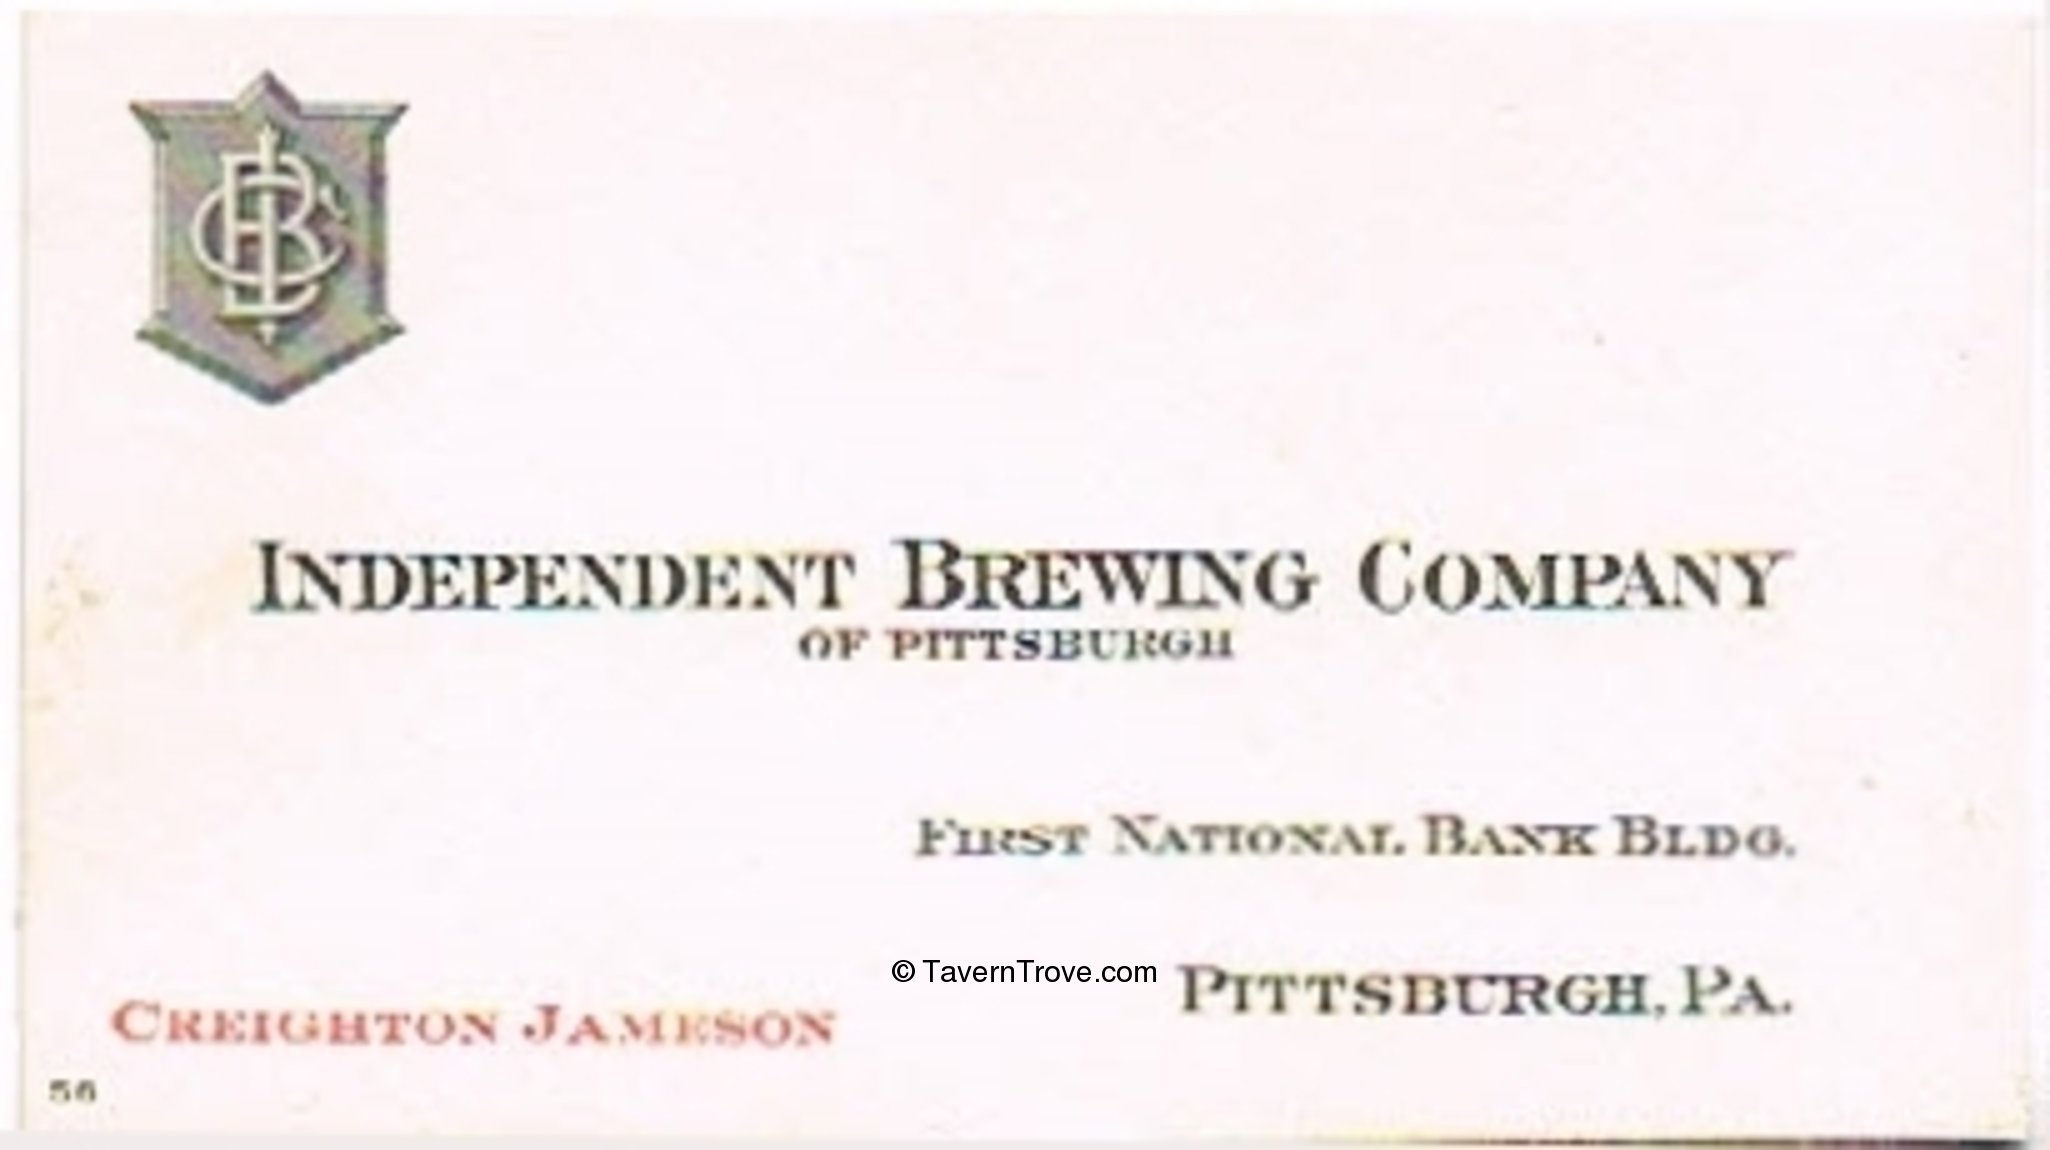 IBC
INDEPENDENT BREWING COMPANY
OF PITTSBURGH
FIRST NATIONAL BANK BLDG.
© TavernTrove.com
PITTSBURGH, PA.
CREIGHTON JAMESON
56